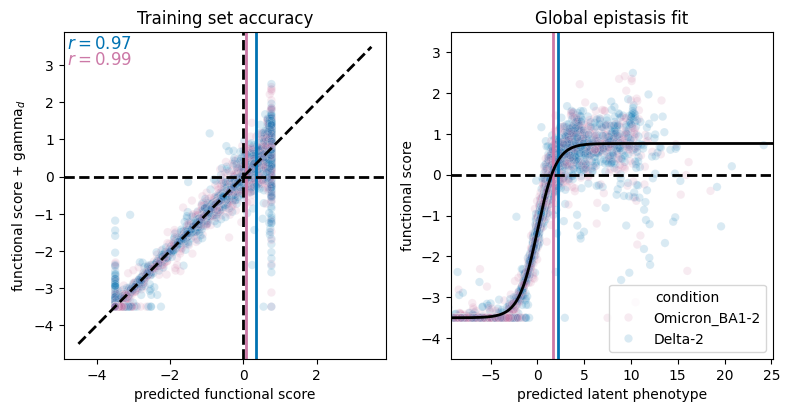 Training set accuracy
r = 0.97
r = 0.99
3
2
1
0
−1
−2
−3
−4
−4
−2
0
2
functional score + gamma_d
predicted functional score
Global epistasis fit
3
2
1
0
−1
−2
−3
−4
−5
0
5
10
15
20
25
functional score
predicted latent phenotype
condition
Omicron_BA1-2
Delta-2